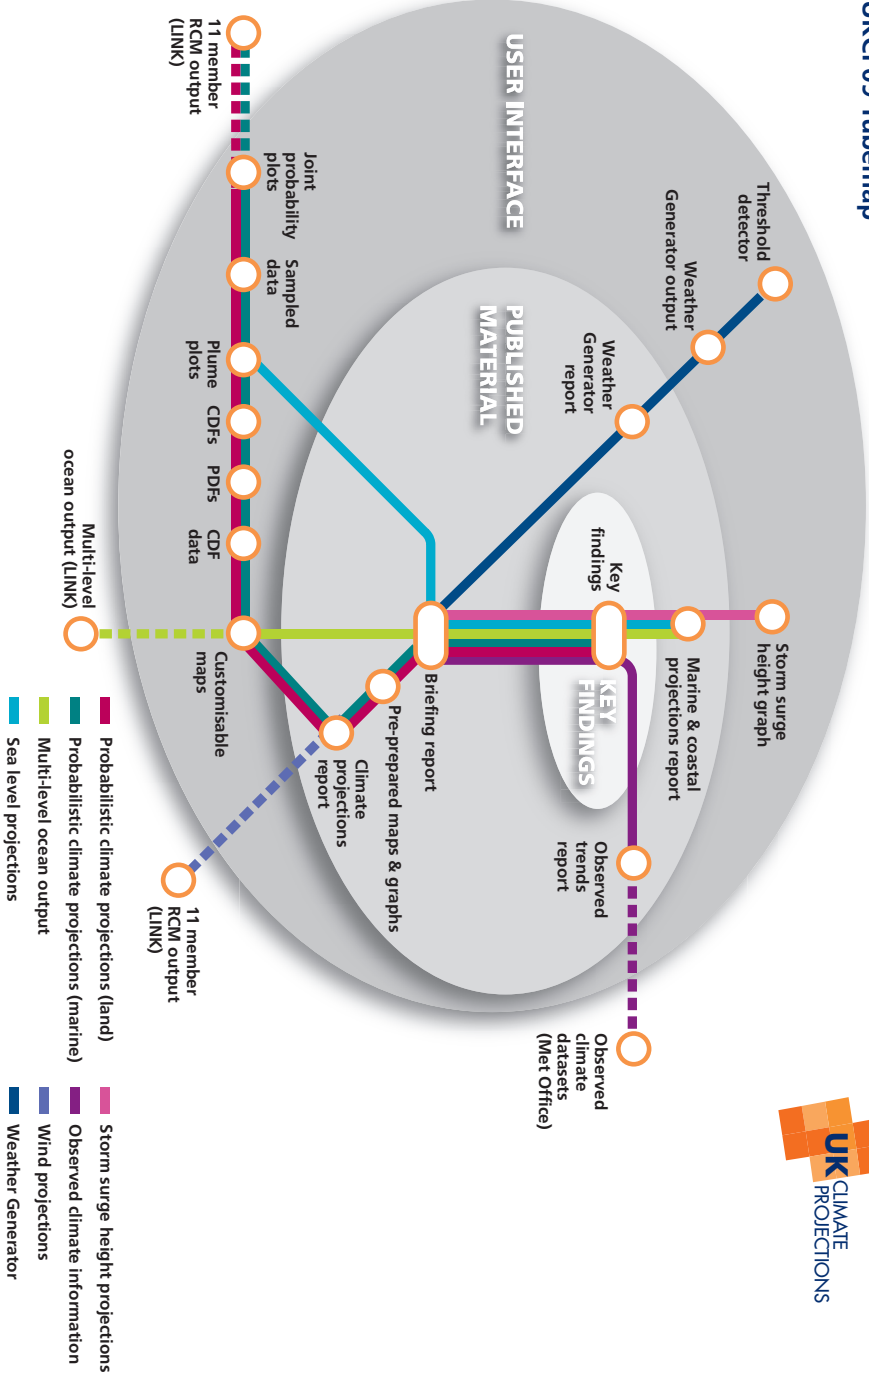 UKCP09 Tubemap
UK CLIMATE
PROJECTIONS
Threshold
detector
Storm surge
height graph
Weather
Generator output
Marine & coastal
projections report
Weather
Generator
report
Key
findings
KEY
FINDINGS
Observed
trends
report
Observed
climate
datasets
(Met Office)
USER INTERFACE
PUBLISHED
MATERIAL
Briefing report
Pre-prepared maps & graphs
Climate
projections
report
Joint
probability
plots
Sampled
data
11 member
RCM output
(LINK)
Plume
plots
CDFs
PDFs
CDF
data
Customisable
maps
11 member
RCM output
(LINK)
Multi-level
ocean output (LINK)
Probabilistic climate projections (land)
Probabilistic climate projections (marine)
Multi-level ocean output
Sea level projections
Storm surge height projections
Observed climate information
Wind projections
Weather Generator